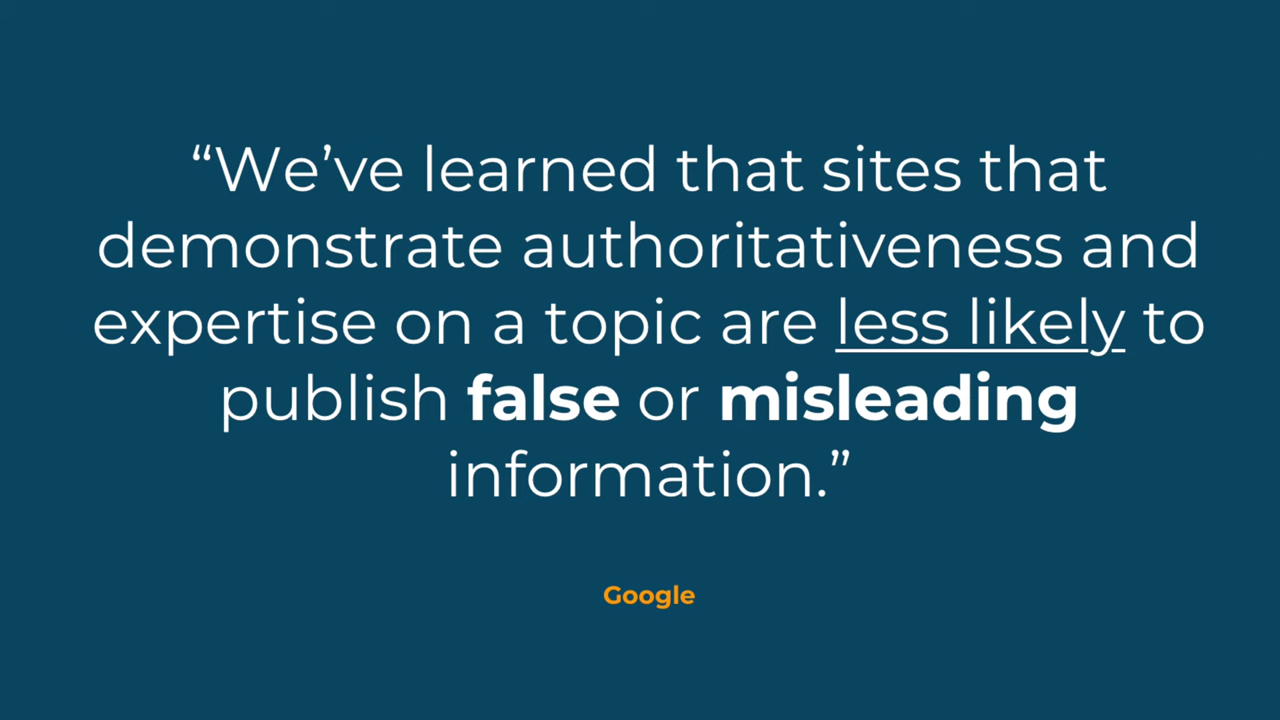 “We’ve learned that sites that
demonstrate authoritativeness and
expertise on a topic are less likely to
publish false or misleading
information.”
Google